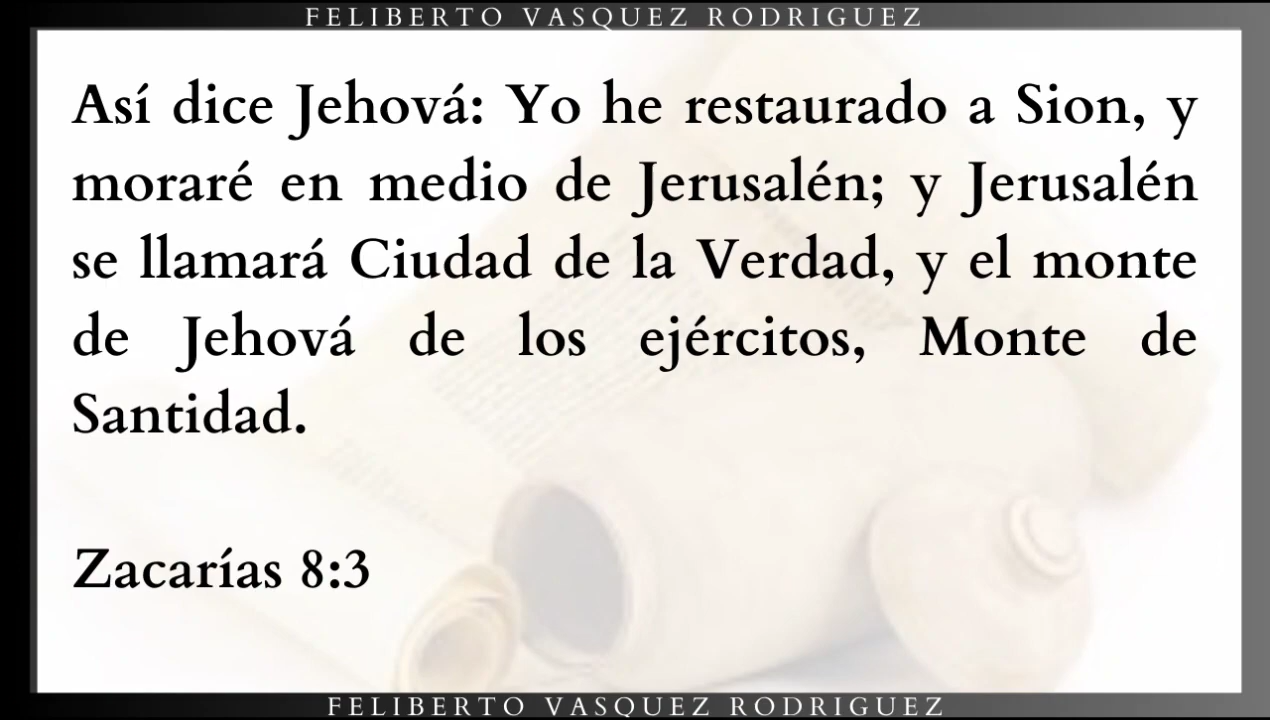 FELIBERTO VASQUEZ RODRIGUEZ
Así dice Jehová: Yo he restaurado a Sion, y
moraré en medio de Jerusalén; y Jerusalén
se llamará Ciudad de la Verdad, y el monte
de Jehová de los ejércitos, Monte de
Santidad.
Zacarías 8:3
FELIBERTO VASQUEZ RODRIGUEZ